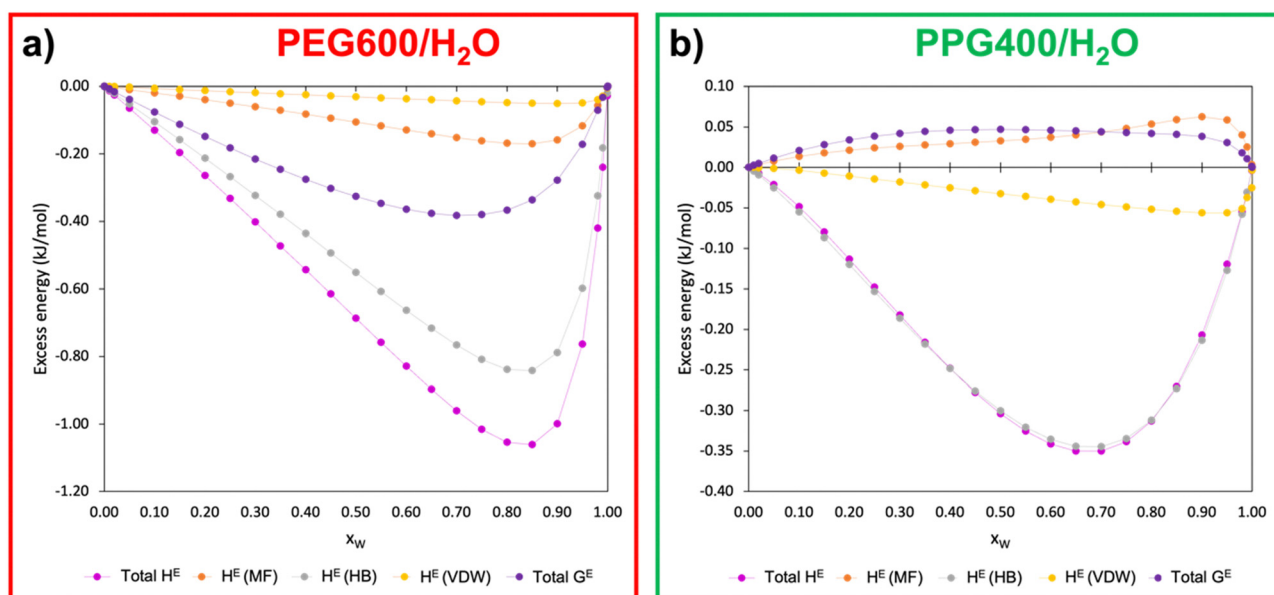 a) PEG600/H₂O
0.00
-0.20
-0.40
-0.60
-0.80
-1.00
-1.20
Excess energy (kJ/mol)
0.00 0.10 0.20 0.30 0.40 0.50 0.60 0.70 0.80 0.90 1.00
x_W
Total Hᴱ Hᴱ (MF) Hᴱ (HB) Hᴱ (VDW) Total Gᴱ
b) PPG400/H₂O
0.10
0.05
0.00
-0.05
-0.10
-0.15
-0.20
-0.25
-0.30
-0.35
-0.40
Excess energy (kJ/mol)
0.00 0.10 0.20 0.30 0.40 0.50 0.60 0.70 0.80 0.90 1.00
x_W
Total Hᴱ Hᴱ (MF) Hᴱ (HB) Hᴱ (VDW) Total Gᴱ